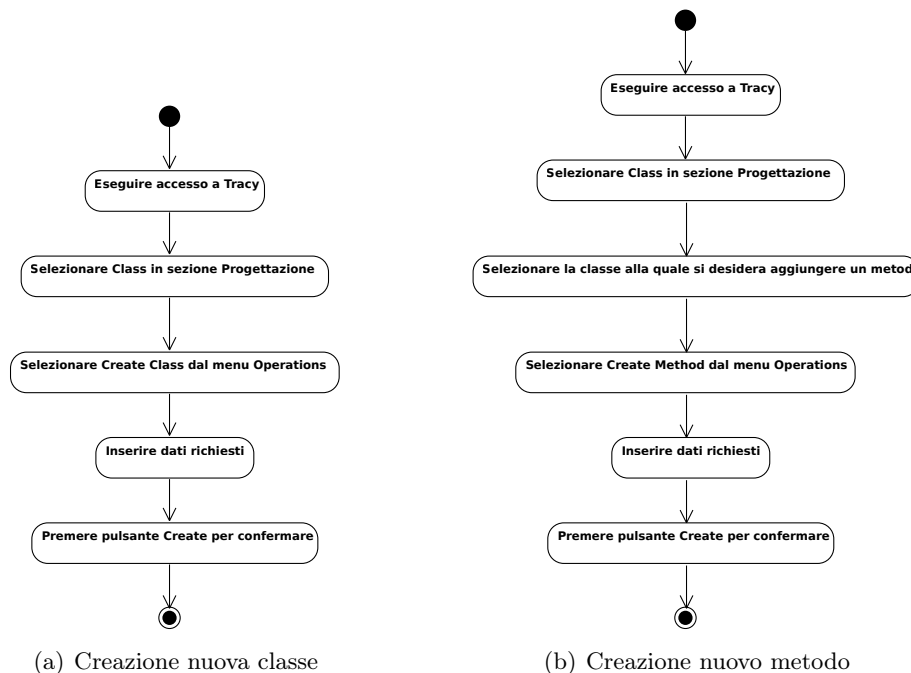 Eseguire accesso a Tracy
Selezionare Class in sezione Progettazione
Selezionare Create Class dal menu Operations
Inserire dati richiesti
Premere pulsante Create per confermare
(a) Creazione nuova classe
Eseguire accesso a Tracy
Selezionare Class in sezione Progettazione
Selezionare la classe alla quale si desidera aggiungere un metod
Selezionare Create Method dal menu Operations
Inserire dati richiesti
Premere pulsante Create per confermare
(b) Creazione nuovo metodo